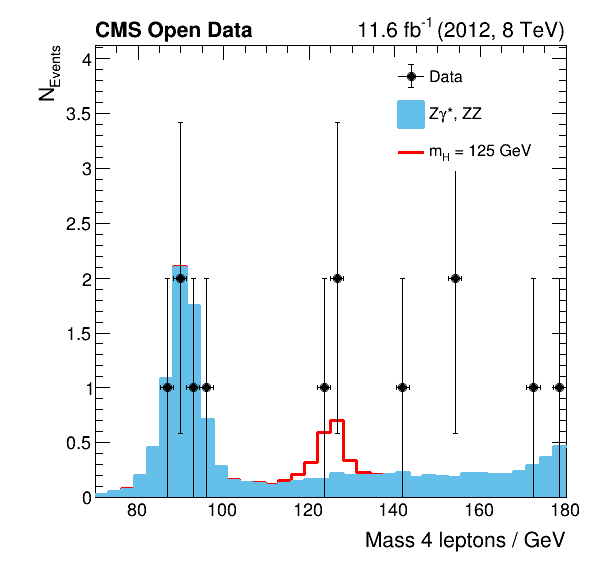 CMS Open Data
11.6 fb⁻¹ (2012, 8 TeV)
N_Events
4
3.5
3
2.5
2
1.5
1
0.5
0
Data
Zγ*, ZZ
m_H = 125 GeV
80 100 120 140 160 180
Mass 4 leptons / GeV